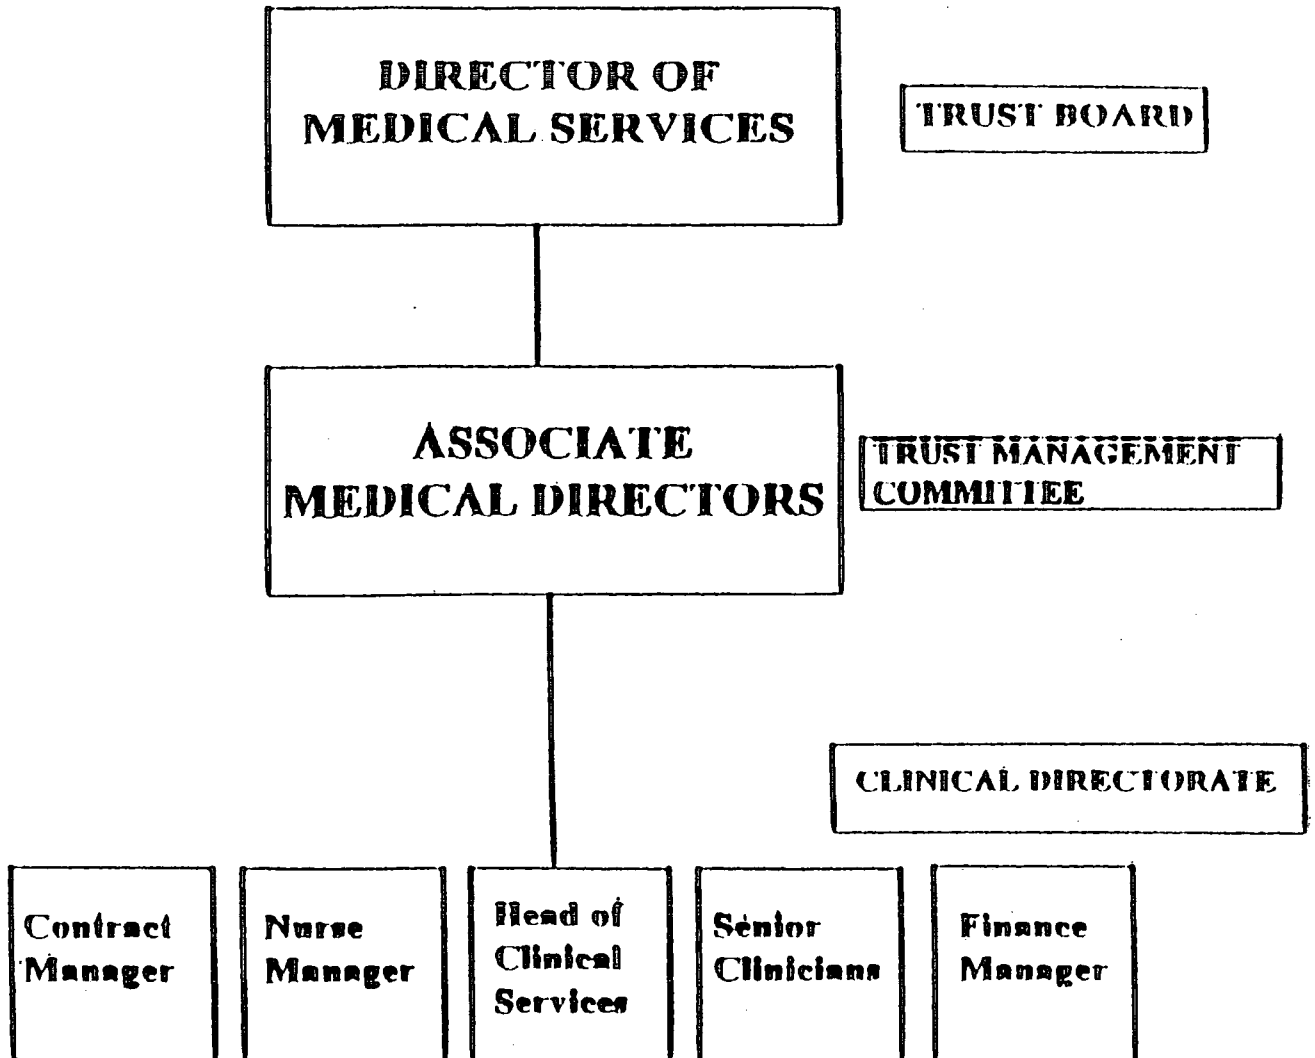 DIRECTOR OF
MEDICAL SERVICES
TRUST BOARD
ASSOCIATE
MEDICAL DIRECTORS
TRUST MANAGEMENT
COMMITTEE
CLINICAL DIRECTORATE
Contract
Manager
Nurse
Manager
Head of
Clinical
Services
Senior
Clinicians
Finance
Manager